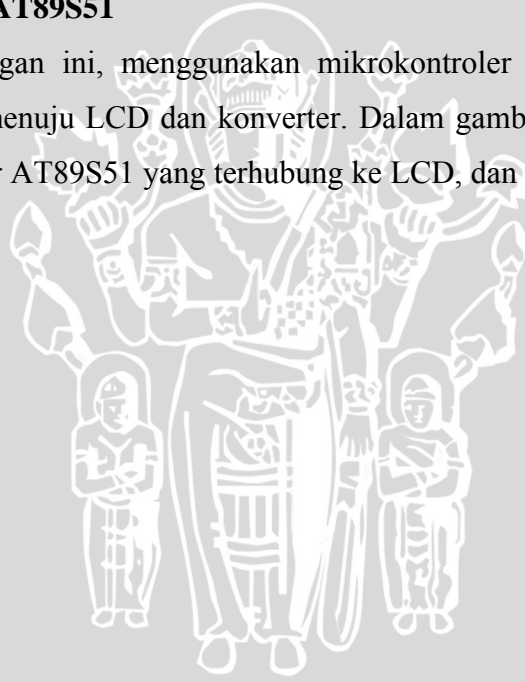 AT89S51
gan ini, menggunakan mikrokontroler
menuju LCD dan konverter. Dalam gamb
r AT89S51 yang terhubung ke LCD, dan